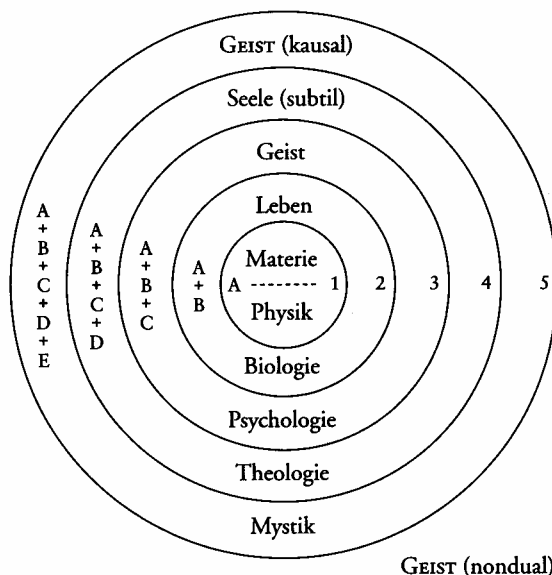 GEIST (kausal)
Seele (subtil)
Geist
Leben
Materie
A 1 2 3 4 5
Physik
A+B
A+B+C
A+B+C+D
A+B+C+D+E
Biologie
Psychologie
Theologie
Mystik
GEIST (nondual)